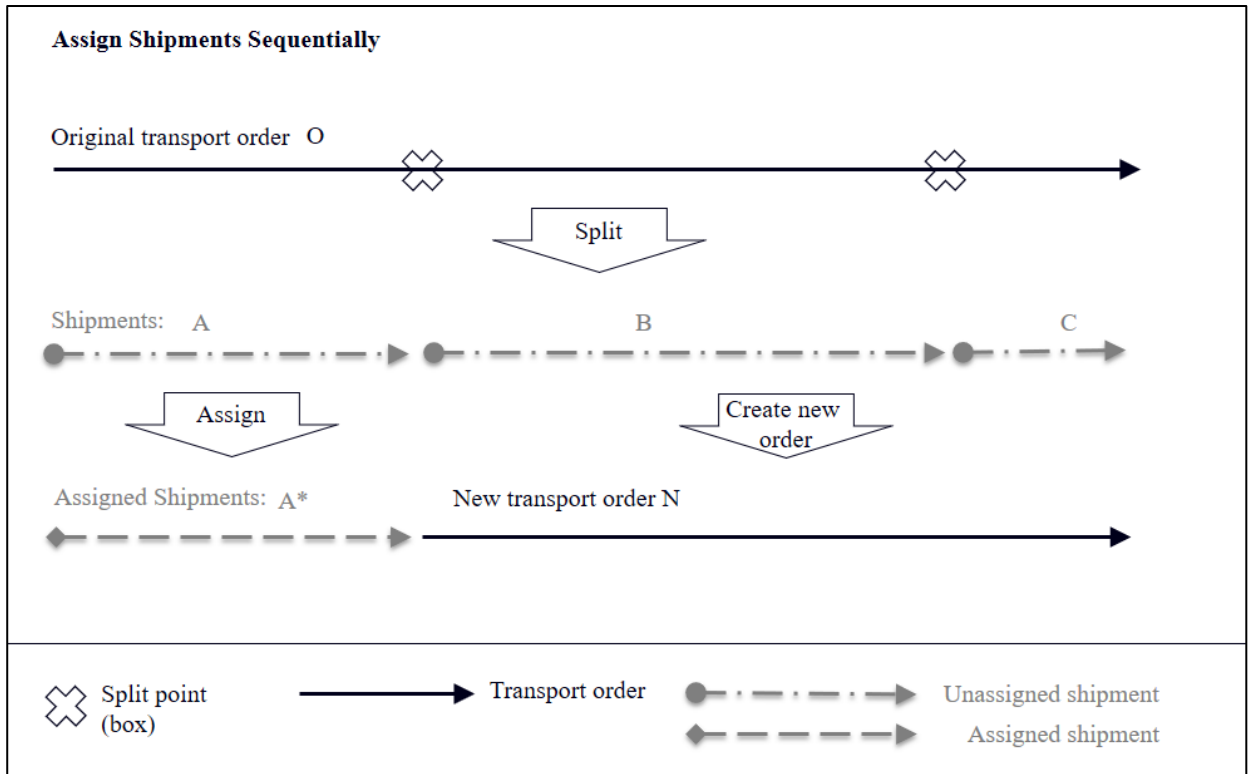 Assign Shipments Sequentially
Original transport order O
Split
Shipments: A B C
Assign
Create new
order
Assigned Shipments: A*
New transport order N
Split point
(box)
Transport order
Unassigned shipment
Assigned shipment